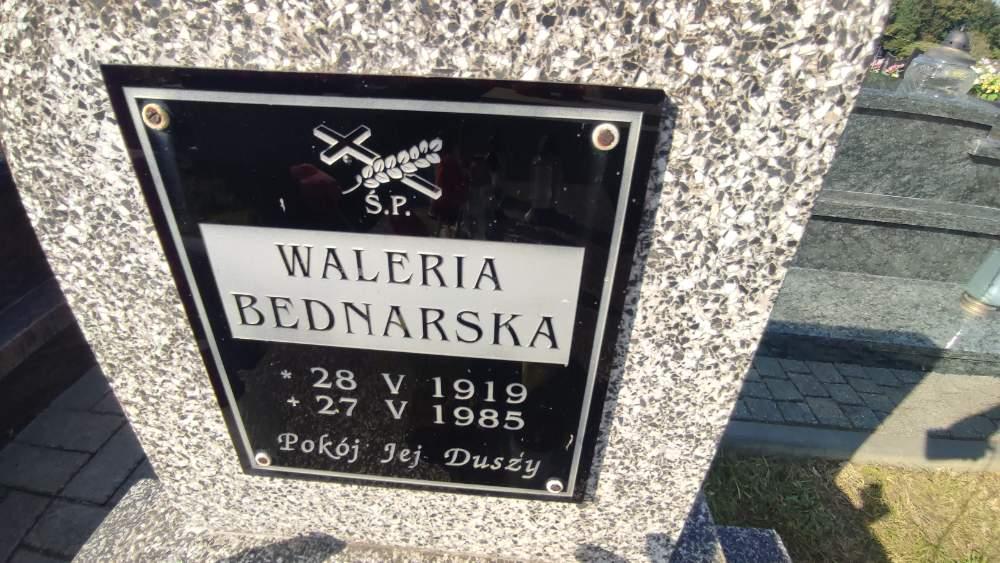 Ś.P.
WALERIA
BEDNARSKA
* 28 V 1919
+ 27 V 1985
Pokój Jej Duszy